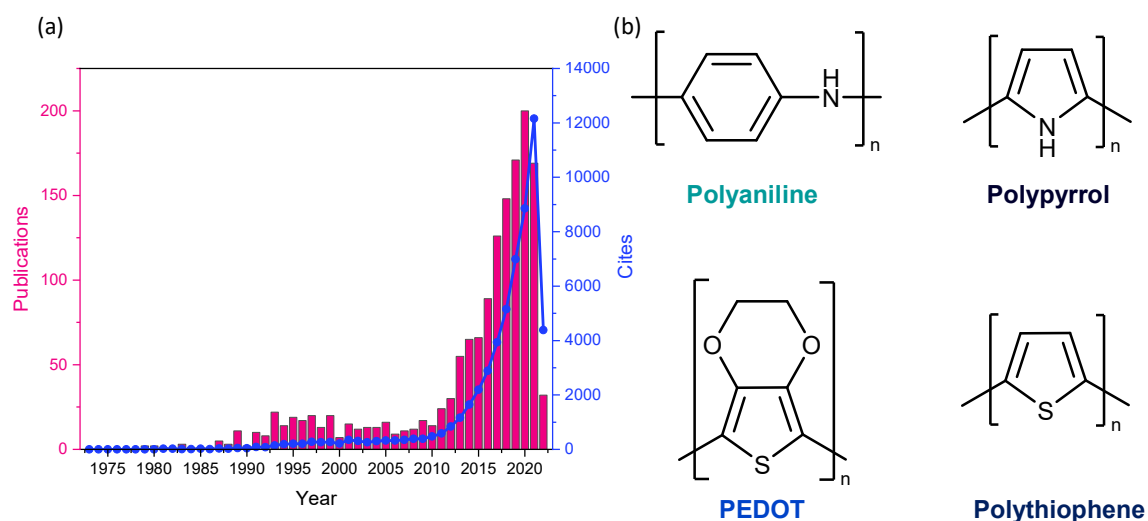 (a)
(b)
Publications
200
150
100
50
0
14000
12000
10000
8000
6000
4000
2000
0
Cites
1975 1980 1985 1990 1995 2000 2005 2010 2015 2020
Year
H
N
n
Polyaniline
N
H
n
Polypyrrol
O O
S
n
PEDOT
S
n
Polythiophene